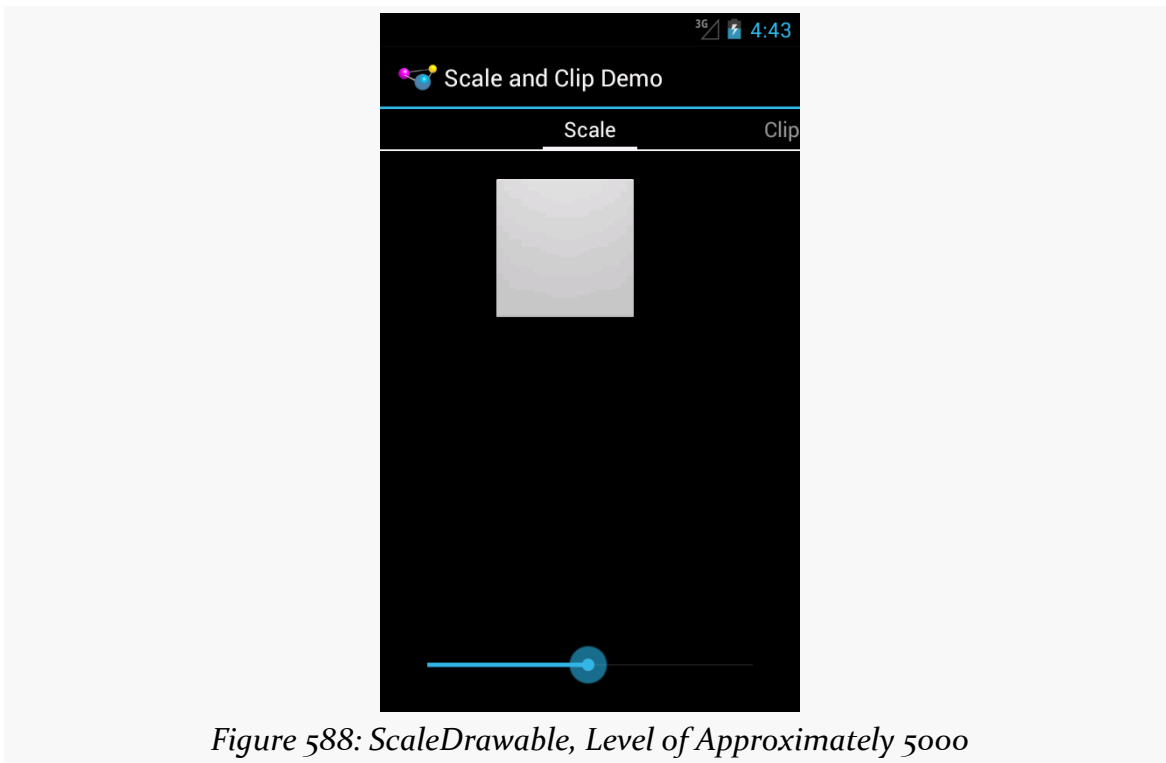 3G 4:43
Scale and Clip Demo
Scale Clip
Figure 588: ScaleDrawable, Level of Approximately 5000